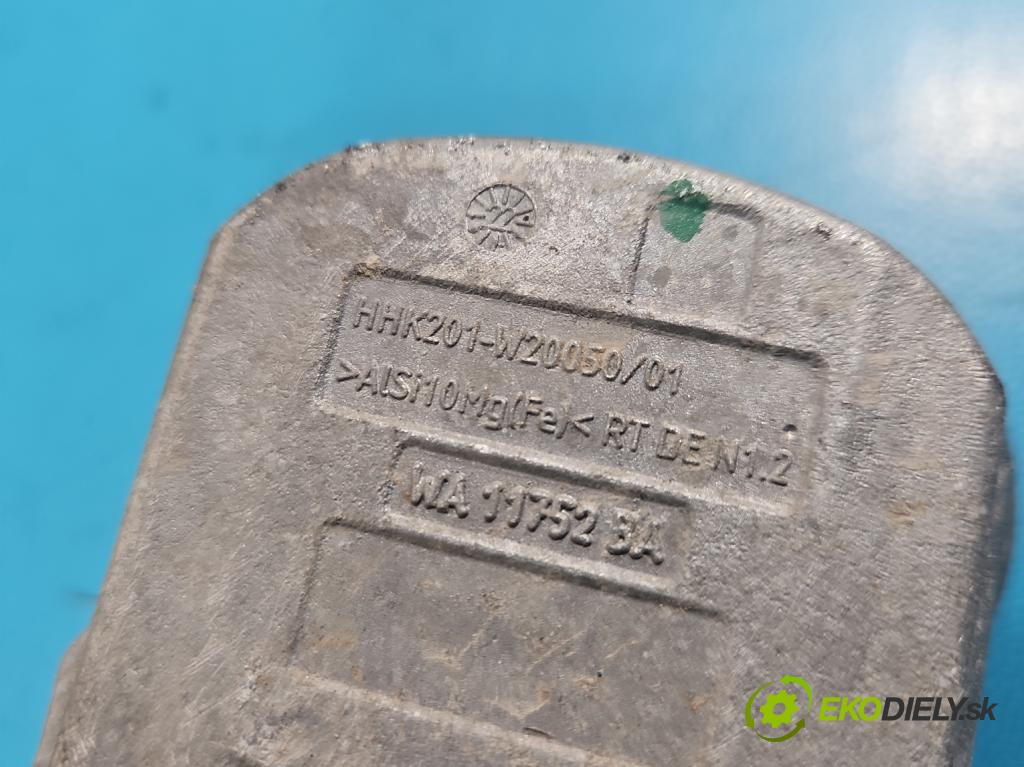 HHK201-W20050/01
>AlSi10Mg(Fe)< RT DE N1.2
WA 11752 BA
EKODIELY.sk